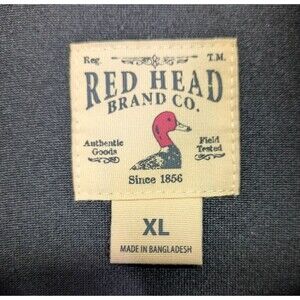 Reg. T.M.
RED HEAD
BRAND CO.
Authentic Field
Goods Tested
Since 1856
XL
MADE IN BANGLADESH